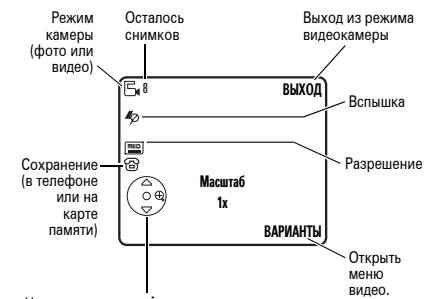 Режим
камеры
(фото или
видео)
Осталось
снимков
Выход из режима
видеокамеры
8
ВЫХОД
Вспышка
MEG
Разрешение
Сохранение
(в телефоне
или на
карте
памяти)
Масштаб
1x
ВАРИАНТЫ
Открыть
меню
видео.